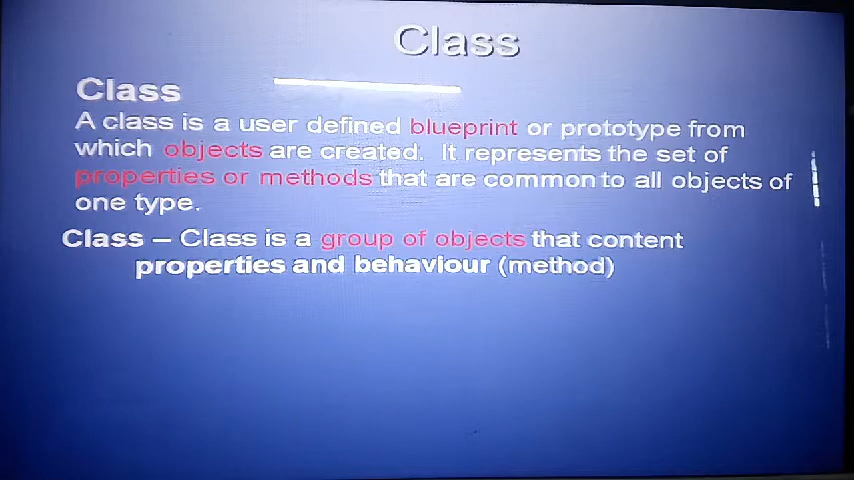 Class
Class
A class is a user defined blueprint or prototype from
which objects are created. It represents the set of
properties or methods that are common to all objects of
one type.
Class – Class is a group of objects that content
properties and behaviour (method)